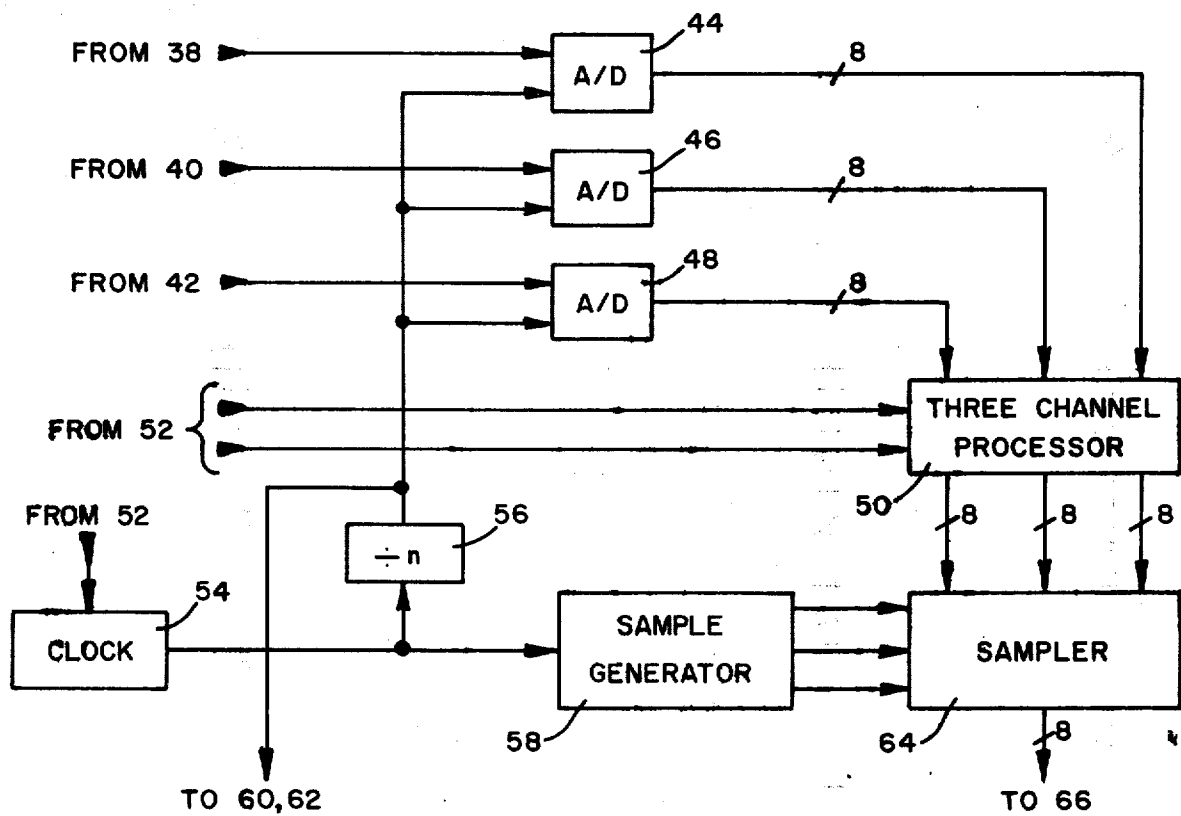 FROM 38
A/D
44
8
FROM 40
A/D
46
8
FROM 42
A/D
48
8
FROM 52
THREE CHANNEL
PROCESSOR
50
8
8
8
FROM 52
54
CLOCK
÷n
56
SAMPLE
GENERATOR
58
SAMPLER
64
8
TO 60,62
TO 66